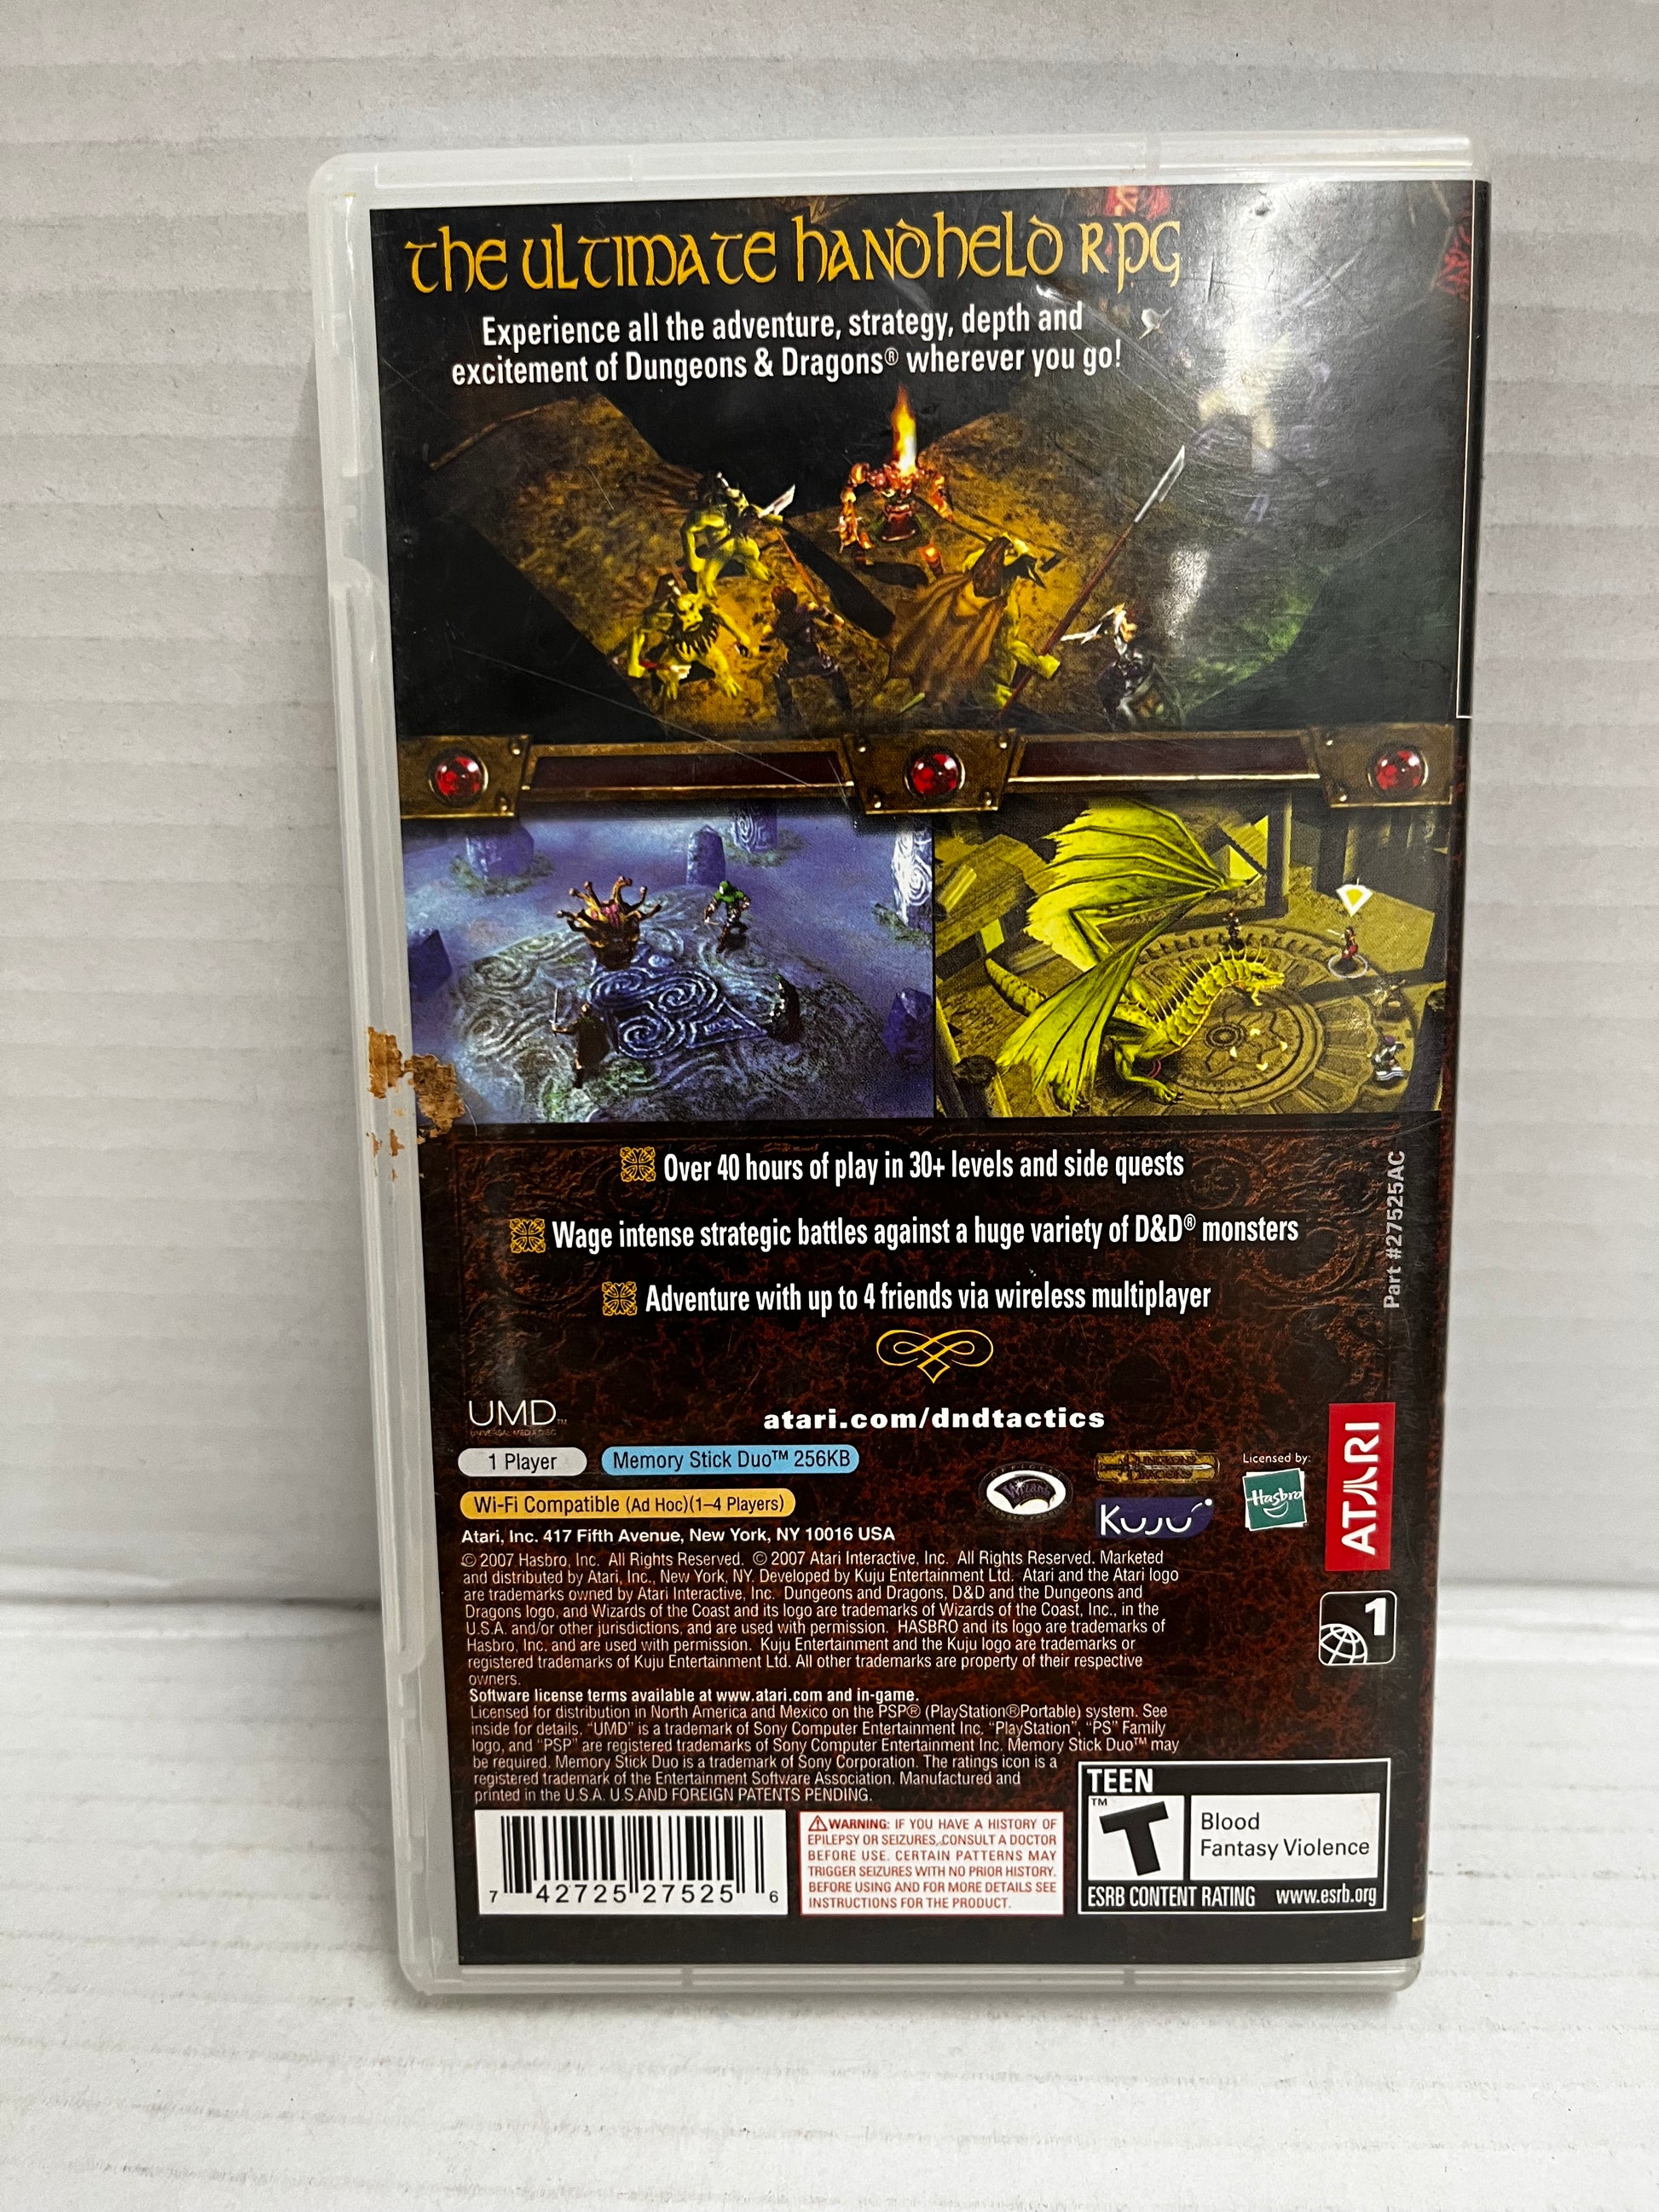 the ultimate handheld RPG
Experience all the adventure, strategy, depth and
excitement of Dungeons & Dragons® wherever you go!
Over 40 hours of play in 30+ levels and side quests
Wage intense strategic battles against a huge variety of D&D® monsters
Adventure with up to 4 friends via wireless multiplayer
Part #27525AC
UMD™
UNIVERSAL MEDIA DISC
atari.com/dndtactics
1 Player
Memory Stick Duo™ 256KB
Wi-Fi Compatible (Ad Hoc)(1–4 Players)
Wizards
DUNGEONS & DRAGONS
Kuju
Licensed by:
Hasbro
ATARI
1
Atari, Inc. 417 Fifth Avenue, New York, NY 10016 USA
© 2007 Hasbro, Inc. All Rights Reserved. © 2007 Atari Interactive, Inc. All Rights Reserved. Marketed
and distributed by Atari, Inc., New York, NY. Developed by Kuju Entertainment Ltd. Atari and the Atari logo
are trademarks owned by Atari Interactive, Inc. Dungeons and Dragons, D&D and the Dungeons and
Dragons logo, and Wizards of the Coast and its logo are trademarks of Wizards of the Coast, Inc., in the
U.S.A. and/or other jurisdictions, and are used with permission. HASBRO and its logo are trademarks of
Hasbro, Inc. and are used with permission. Kuju Entertainment and the Kuju logo are trademarks or
registered trademarks of Kuju Entertainment Ltd. All other trademarks are property of their respective
owners.
Software license terms available at www.atari.com and in-game.
Licensed for distribution in North America and Mexico on the PSP® (PlayStation®Portable) system. See
inside for details. “UMD” is a trademark of Sony Computer Entertainment Inc. “PlayStation”, “PS” Family
logo, and “PSP” are registered trademarks of Sony Computer Entertainment Inc. Memory Stick Duo™ may
be required. Memory Stick Duo is a trademark of Sony Corporation. The ratings icon is a
registered trademark of the Entertainment Software Association. Manufactured and
printed in the U.S.A. U.S.AND FOREIGN PATENTS PENDING.
7 42725 27525 6
WARNING: IF YOU HAVE A HISTORY OF
EPILEPSY OR SEIZURES, CONSULT A DOCTOR
BEFORE USE. CERTAIN PATTERNS MAY
TRIGGER SEIZURES WITH NO PRIOR HISTORY.
BEFORE USING AND FOR MORE DETAILS SEE
INSTRUCTIONS FOR THE PRODUCT.
TEEN
T™
Blood
Fantasy Violence
ESRB CONTENT RATING www.esrb.org